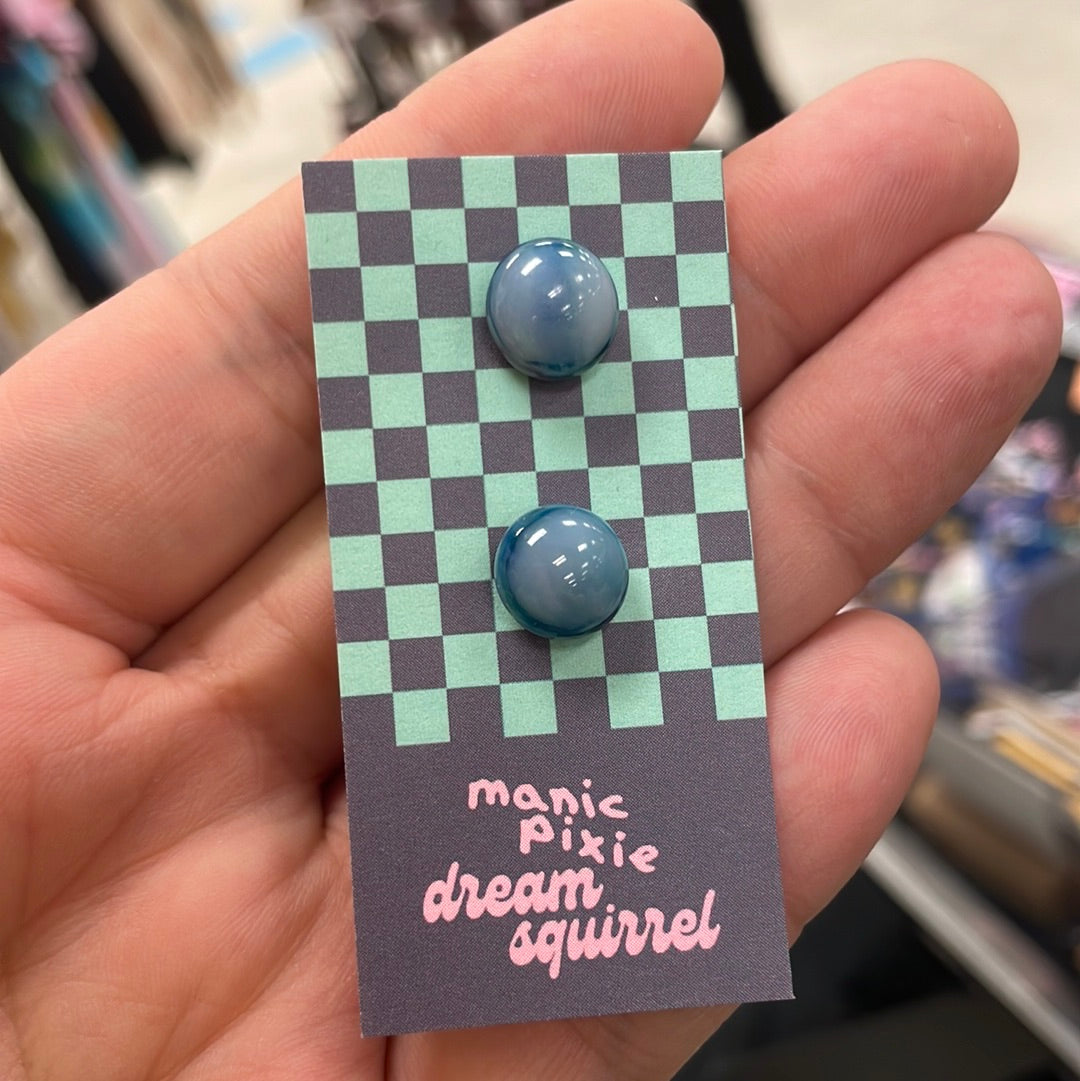 manic
pixie
dream
squirrel